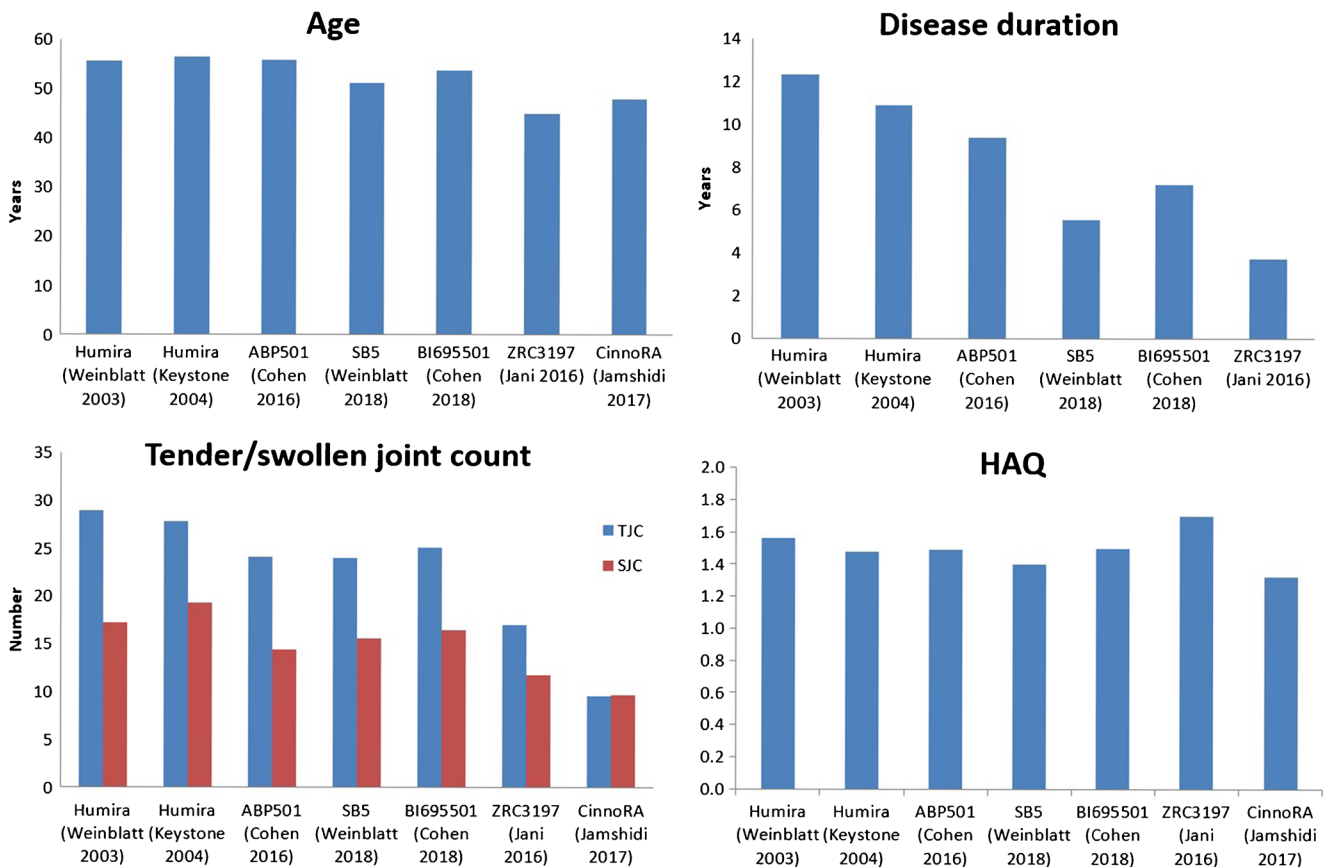 Age
60
50
40
30
20
10
0
Years
Humira
(Weinblatt
2003)
Humira
(Keystone
2004)
ABP501
(Cohen
2016)
SB5
(Weinblatt
2018)
BI695501
(Cohen
2018)
ZRC3197
(Jani 2016)
CinnoRA
(Jamshidi
2017)
Disease duration
14
12
10
8
6
4
2
0
Years
Humira
(Weinblatt
2003)
Humira
(Keystone
2004)
ABP501
(Cohen
2016)
SB5
(Weinblatt
2018)
BI695501
(Cohen
2018)
ZRC3197
(Jani 2016)
Tender/swollen joint count
35
30
25
20
15
10
5
0
Number
TJC
SJC
Humira
(Weinblatt
2003)
Humira
(Keystone
2004)
ABP501
(Cohen
2016)
SB5
(Weinblatt
2018)
BI695501
(Cohen
2018)
ZRC3197
(Jani
2016)
CinnoRA
(Jamshidi
2017)
HAQ
2.0
1.8
1.6
1.4
1.2
1.0
0.8
0.6
0.4
0.2
0.0
Humira
(Weinblatt
2003)
Humira
(Keystone
2004)
ABP501
(Cohen
2016)
SB5
(Weinblatt
2018)
BI695501
(Cohen
2018)
ZRC3197
(Jani
2016)
CinnoRA
(Jamshidi
2017)